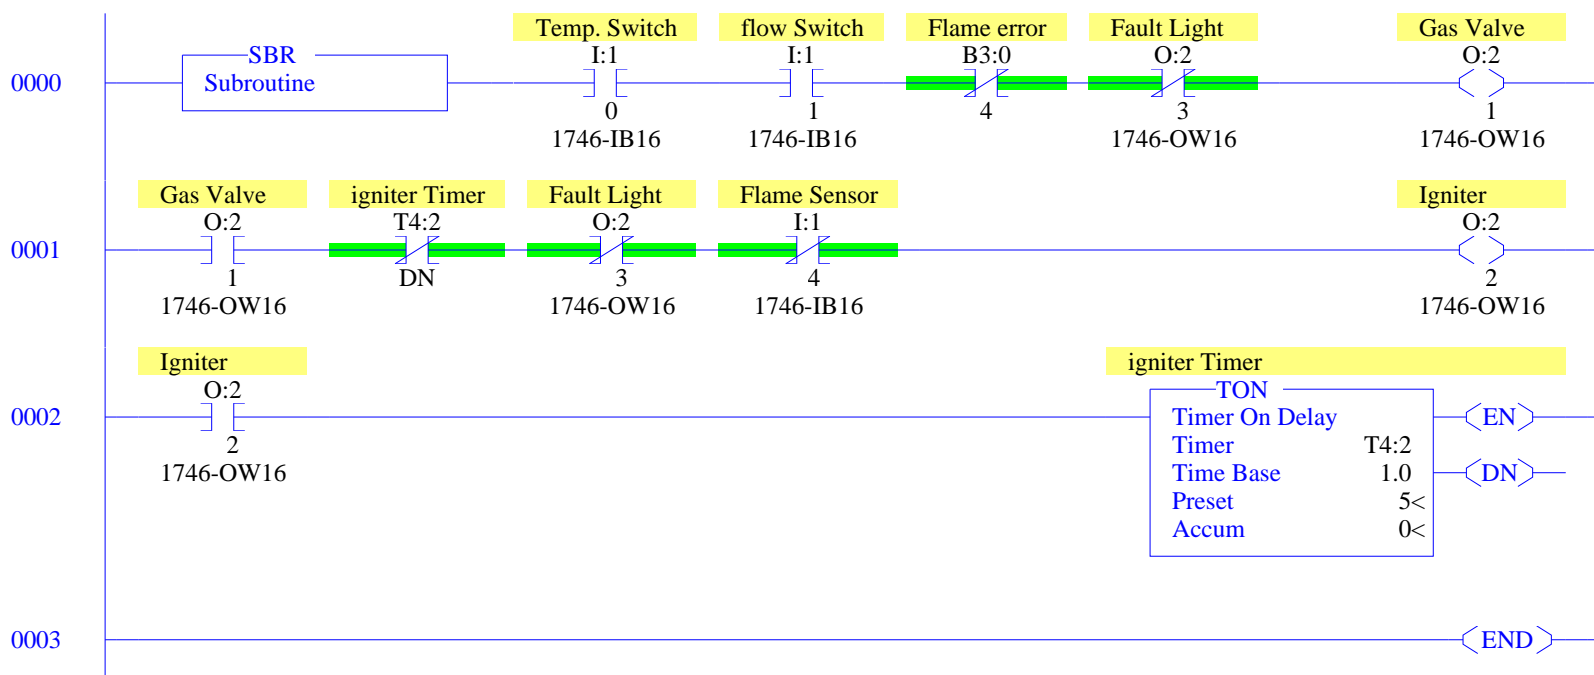 Temp. Switch flow Switch Flame error Fault Light Gas Valve
SBR I:1 I:1 B3:0 O:2 O:2
0000 Subroutine
0 1 4 3 1
1746-IB16 1746-IB16 1746-OW16 1746-OW16
Gas Valve igniter Timer Fault Light Flame Sensor Igniter
O:2 T4:2 O:2 I:1 O:2
0001
1 DN 3 4 2
1746-OW16 1746-OW16 1746-IB16 1746-OW16
Igniter igniter Timer
O:2 TON
0002 Timer On Delay EN
2 Timer T4:2
1746-OW16 Time Base 1.0 DN
Preset 5<
Accum 0<
0003 END